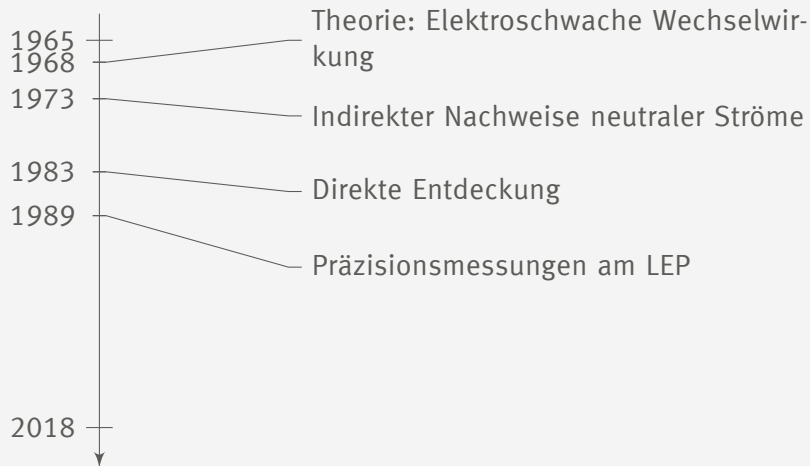 Theorie: Elektroschwache Wechselwir-
kung
1965
1968
1973
Indirekter Nachweise neutraler Ströme
1983
Direkte Entdeckung
1989
Präzisionsmessungen am LEP
2018